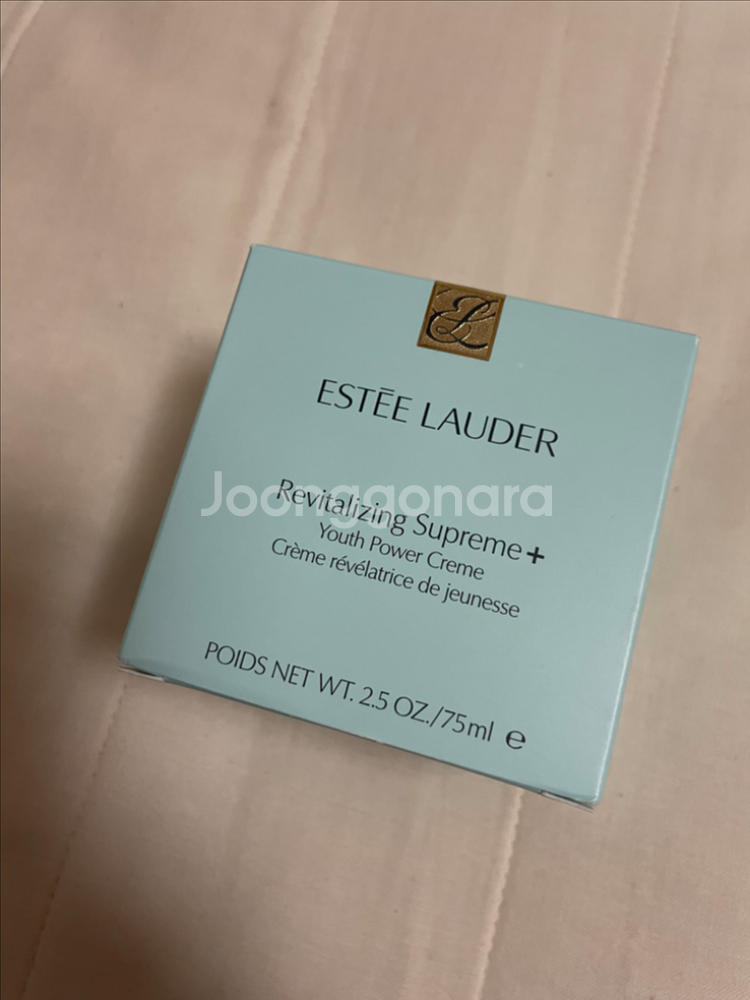 EL
ESTĒE LAUDER
Joonggonara
Revitalizing Supreme+
Youth Power Creme
Crème révélatrice de jeunesse
POIDS NET WT. 2.5 OZ./75ml ℮